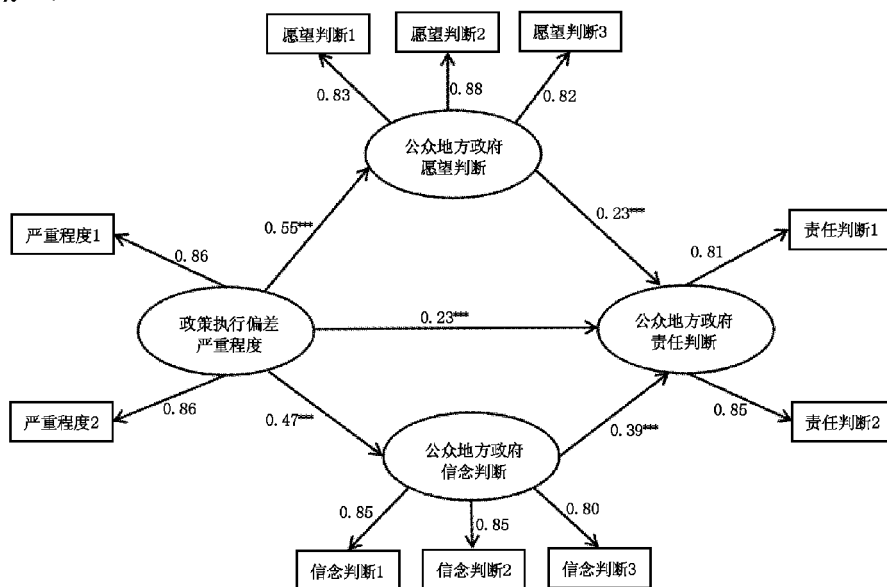 愿望判断1
愿望判断2
愿望判断3
0.83
0.88
0.82
公众地方政府
愿望判断
严重程度1
0.86
0.55***
0.23***
责任判断1
0.81
政策执行偏差
严重程度
0.23***
公众地方政府
责任判断
严重程度2
0.86
0.47***
0.39***
0.85
责任判断2
公众地方政府
信念判断
0.85
0.85
0.80
信念判断1
信念判断2
信念判断3